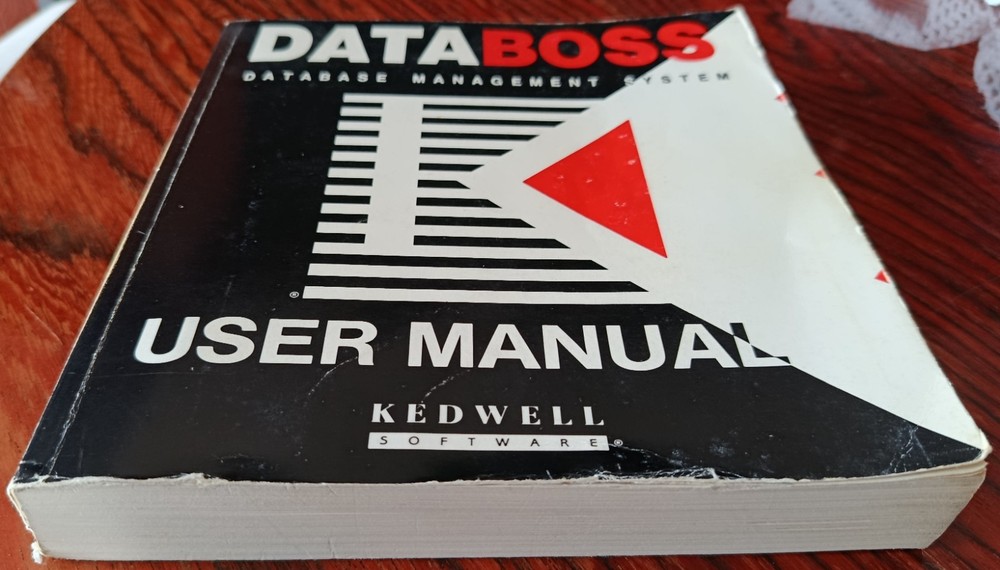 DATABOSS
DATABASE MANAGEMENT SYSTEM
®
USER MANUAL
KEDWELL
SOFTWARE®